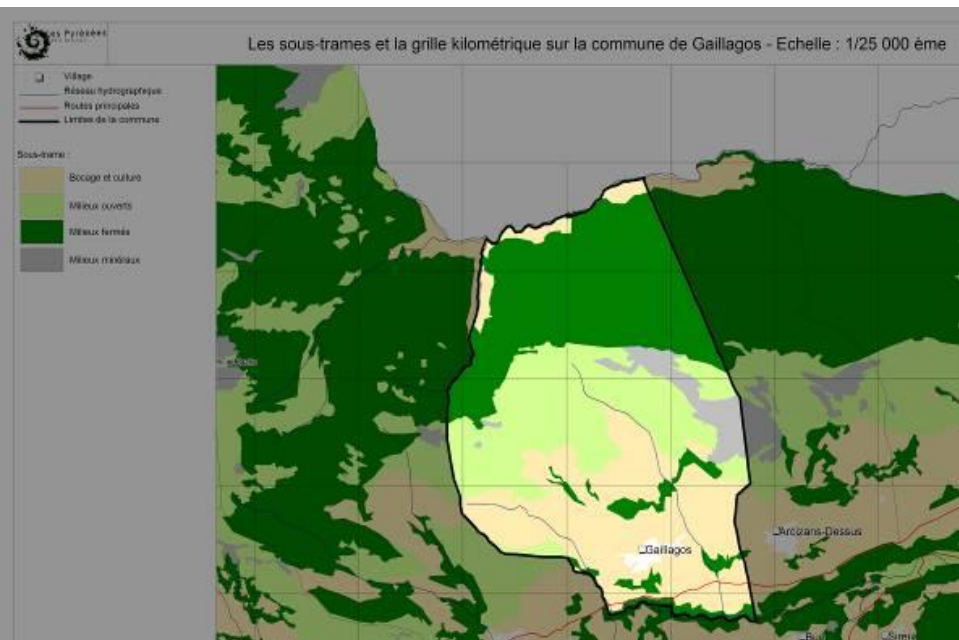 es Pyrénées
Les sous-trames et la grille kilométrique sur la commune de Gaillagos - Echelle : 1/25 000 ème
Village
Réseau hydrographique
Routes principales
Limites de la commune
Sous-trame :
Bocage et culture
Milieux ouverts
Milieux fermés
Milieux minéraux
Arcizans-Dessus
Gaillagos